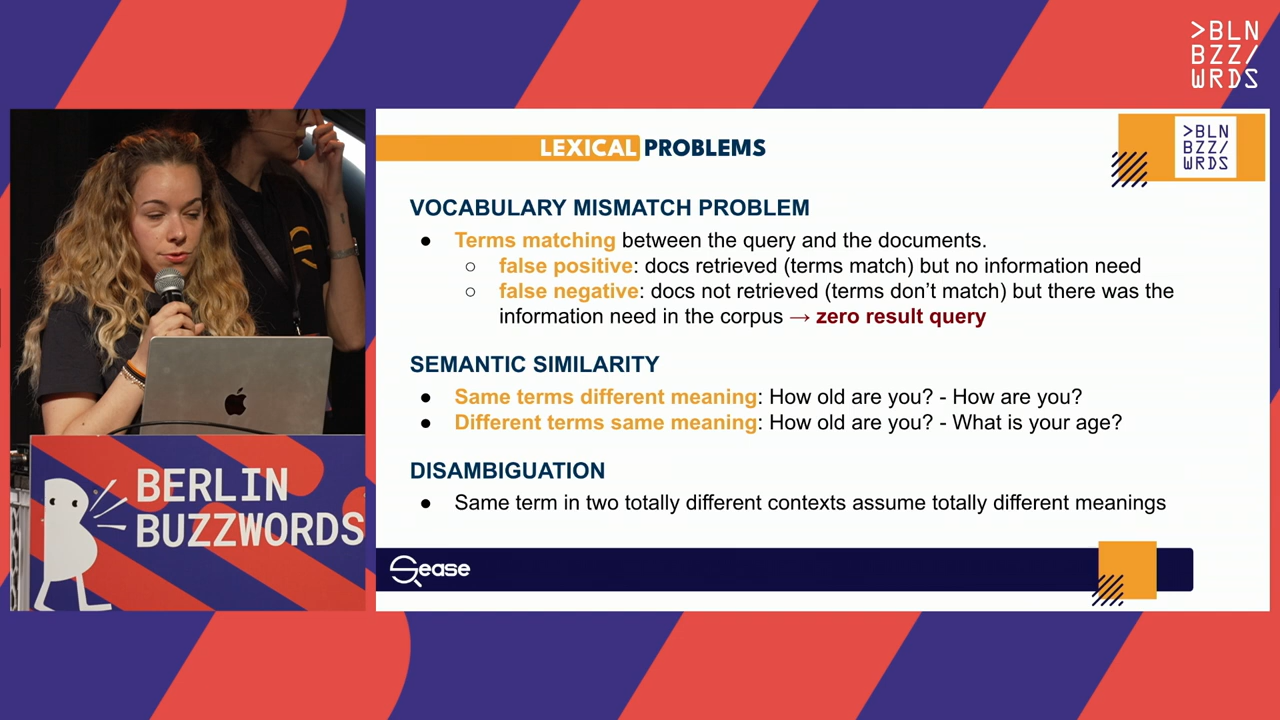 >BLN
BZZ/
WRDS
LEXICAL PROBLEMS
>BLN
BZZ/
WRDS
VOCABULARY MISMATCH PROBLEM
● Terms matching between the query and the documents.
○ false positive: docs retrieved (terms match) but no information need
○ false negative: docs not retrieved (terms don’t match) but there was the
information need in the corpus → zero result query
SEMANTIC SIMILARITY
● Same terms different meaning: How old are you? - How are you?
● Different terms same meaning: How old are you? - What is your age?
DISAMBIGUATION
● Same term in two totally different contexts assume totally different meanings
Sease
BERLIN
BUZZWORDS